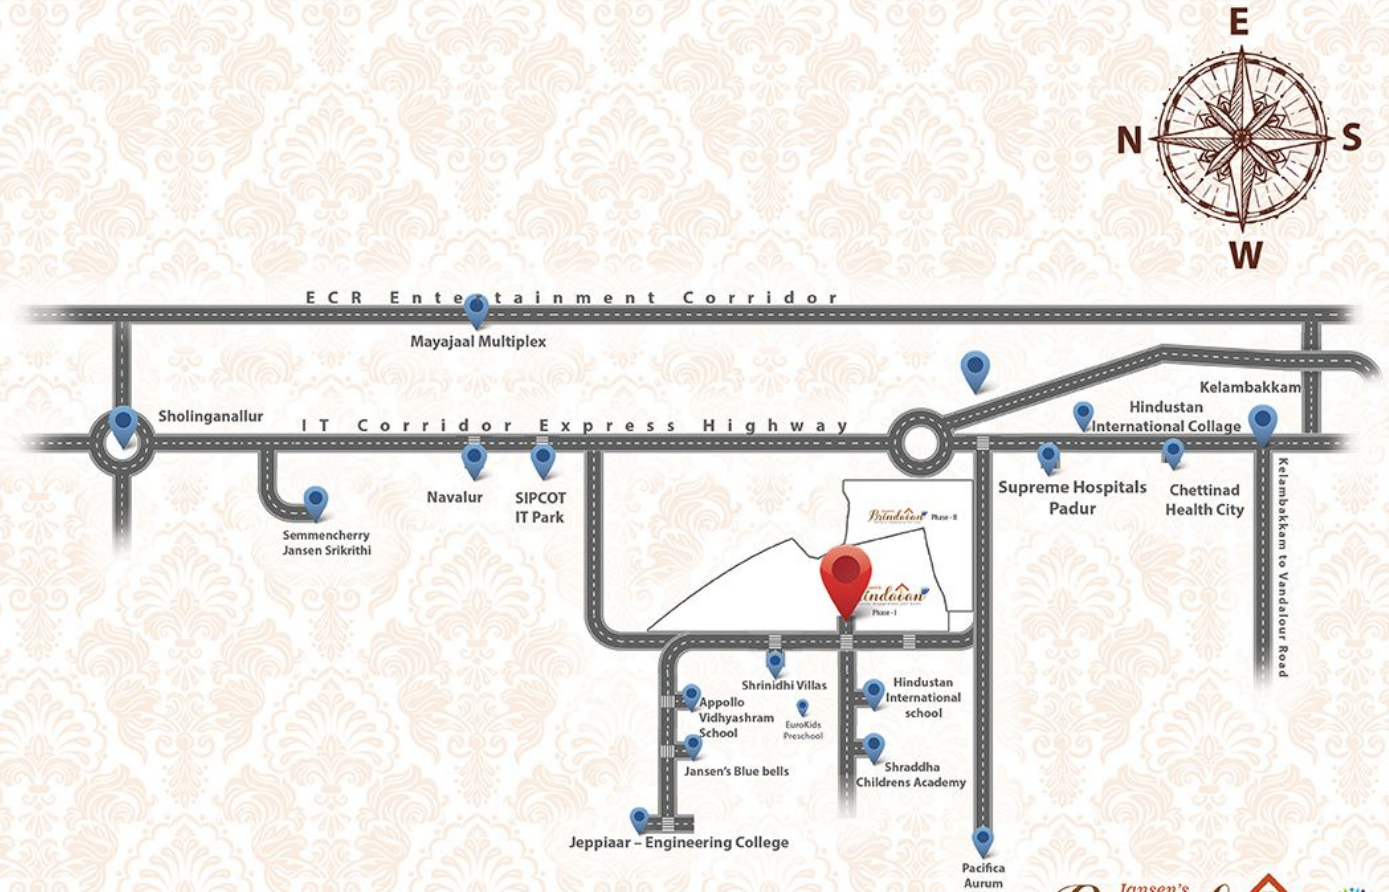 E
N
S
W
ECR Entertainment Corridor
Mayajaal Multiplex
Kelambakkam
Sholinganallur
Hindustan
International Collage
IT Corridor Express Highway
Navalur
SIPCOT
IT Park
Supreme Hospitals
Padur
Chettinad
Health City
Kelambakkam to Vandalour Road
Semmencherry
Jansen Srikrithi
Brindavan
Phase - II
Phase - I
Shrinidhi Villas
Hindustan
International
school
Appollo
Vidhyashram
School
EuroKids
Preschool
Jansen's Blue bells
Shraddha
Childrens Academy
Jeppiaar – Engineering College
Pacifica
Aurum
Jansen's